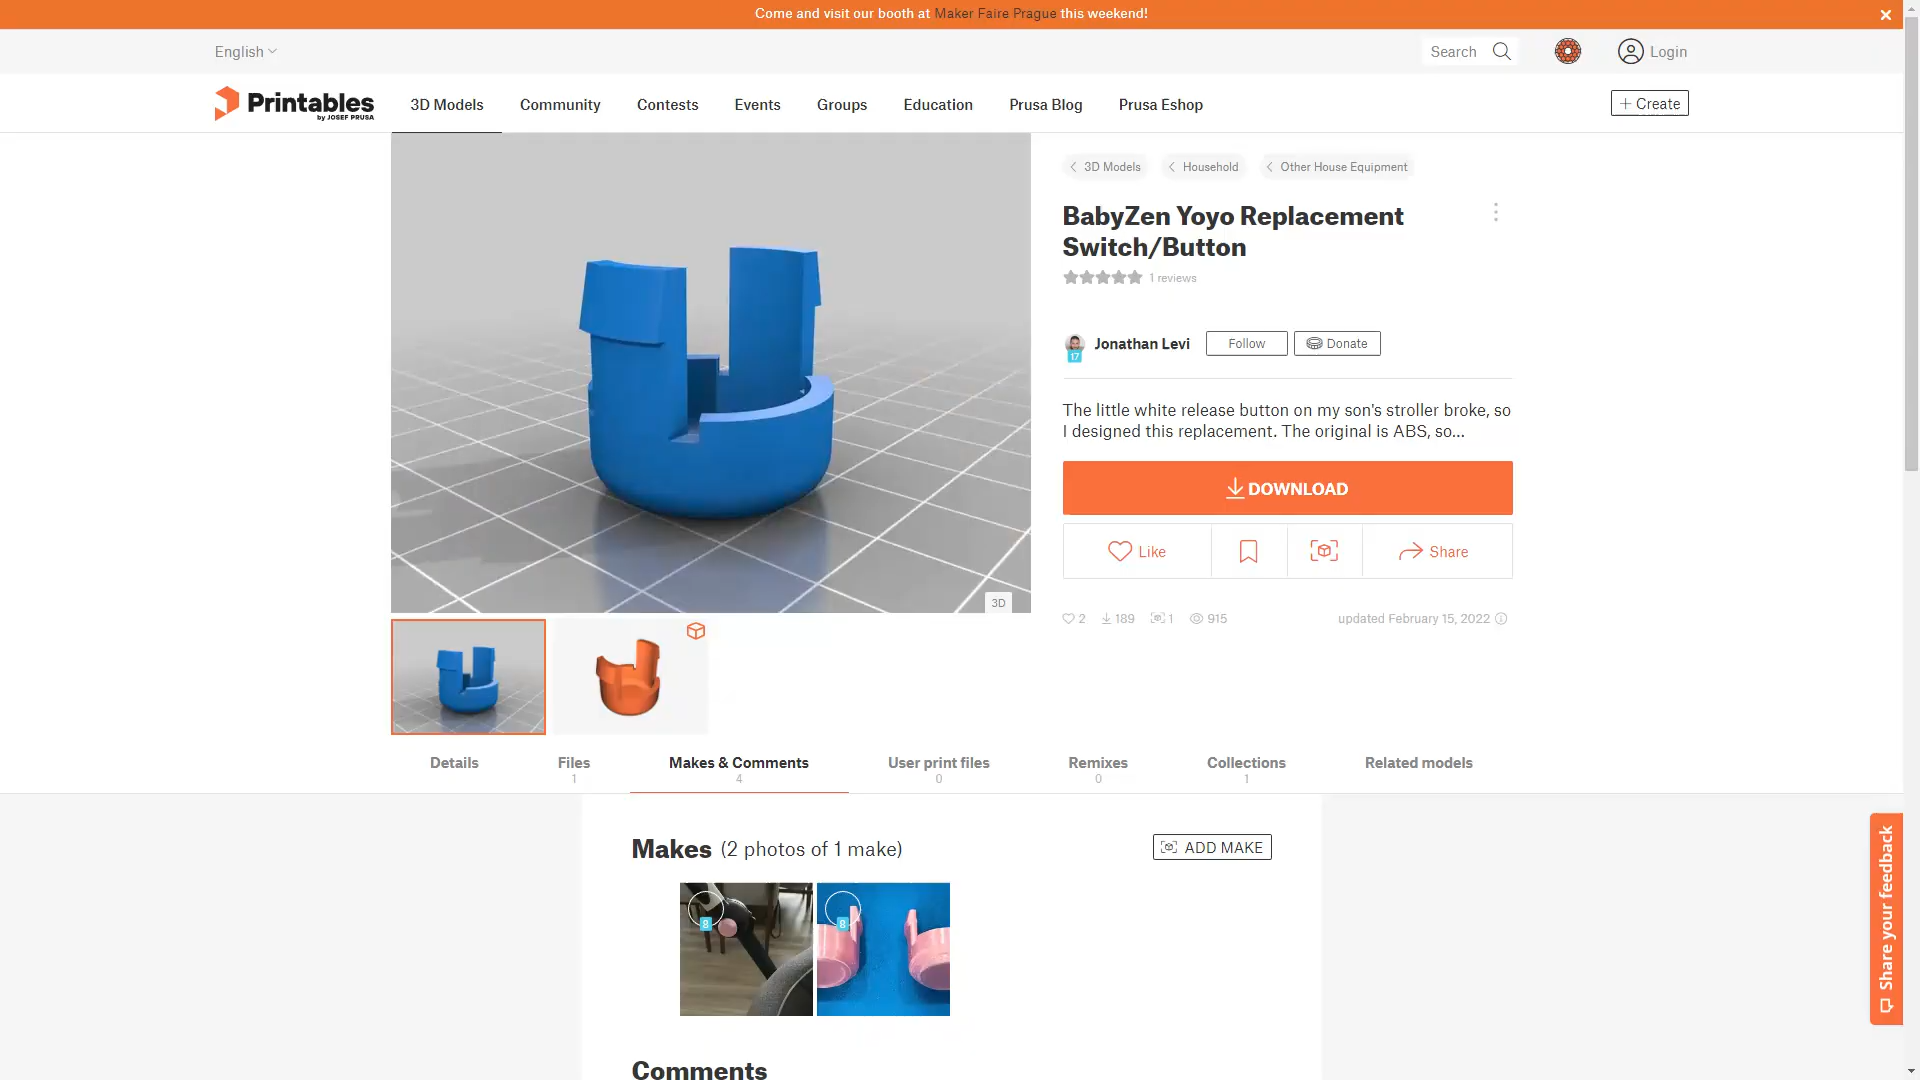 Come and visit our booth at Maker Faire Prague this weekend!
English
Search
Login
Printables
by JOSEF PRUSA
3D Models
Community
Contests
Events
Groups
Education
Prusa Blog
Prusa Eshop
Create
3D Models
Household
Other House Equipment
BabyZen Yoyo Replacement
Switch/Button
1 reviews
17
Jonathan Levi
Follow
Donate
The little white release button on my son's stroller broke, so
I designed this replacement. The original is ABS, so...
DOWNLOAD
Like
Share
3D
2
189
1
915
updated February 15, 2022
Details
Files
1
Makes & Comments
4
User print files
0
Remixes
0
Collections
1
Related models
Makes (2 photos of 1 make)
ADD MAKE
8
8
Comments
Share your feedback